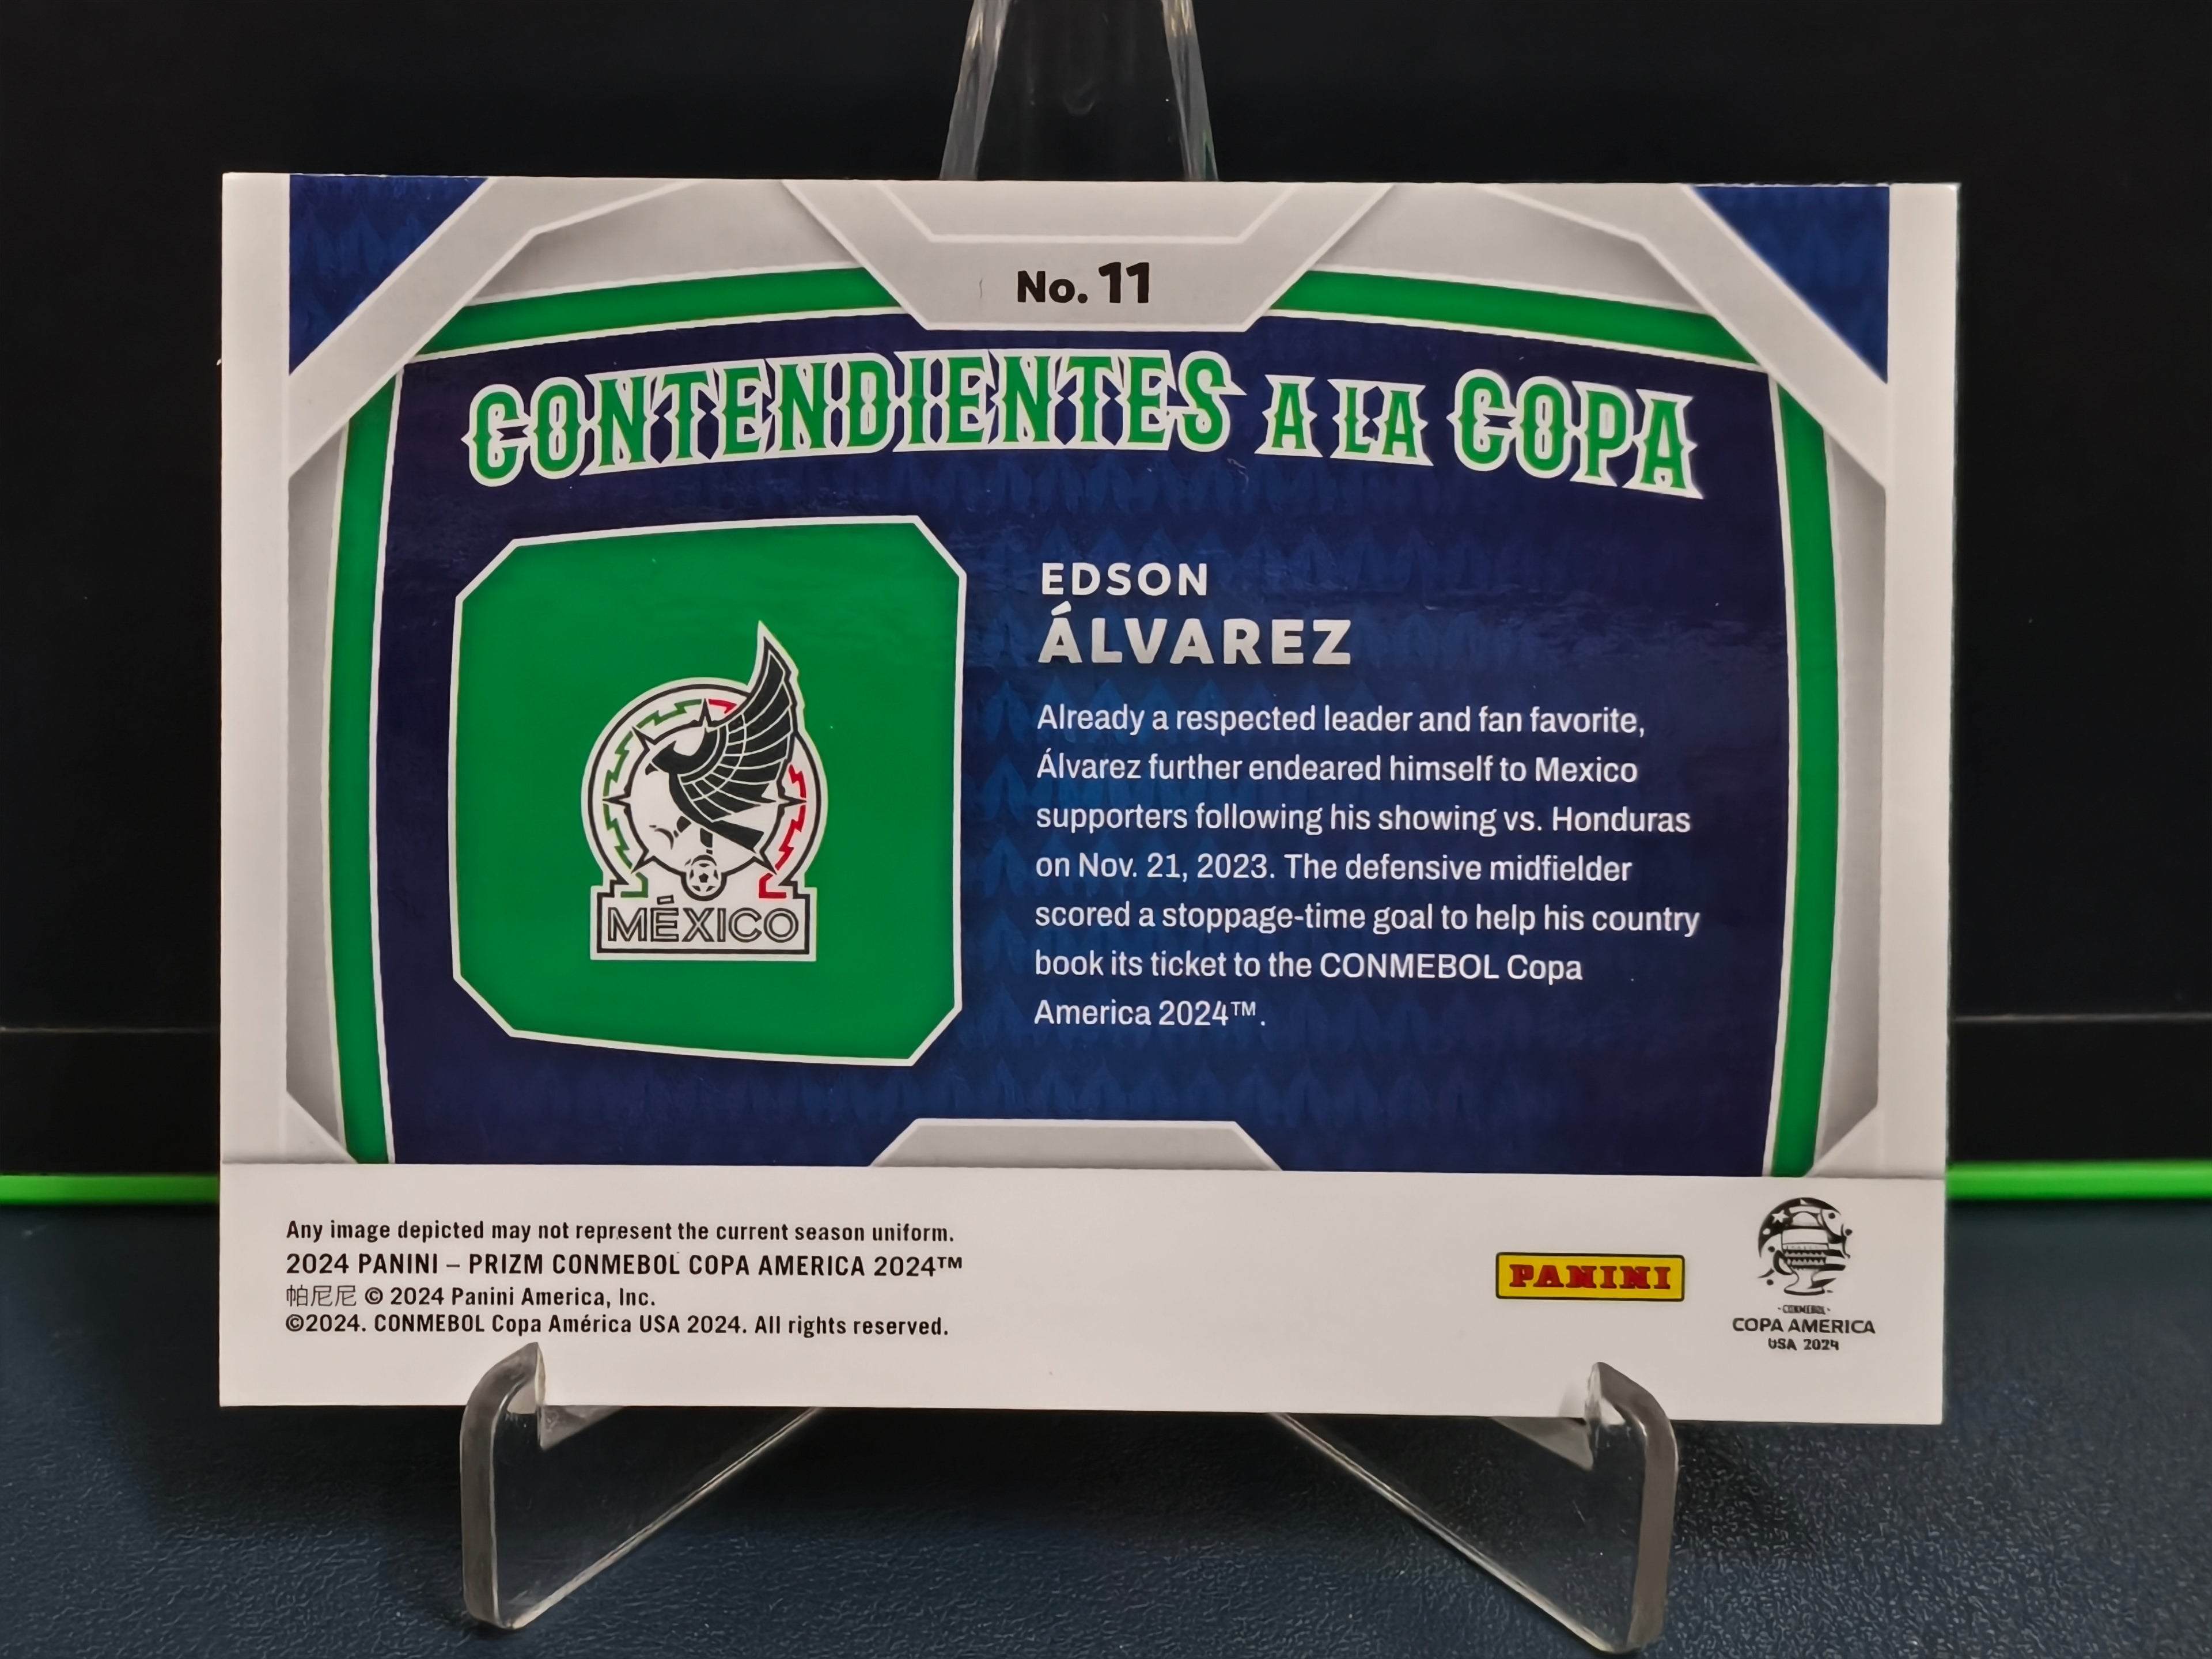 No. 11
CONTENDIENTES A LA COPA
MÉXICO
EDSON
ÁLVAREZ
Already a respected leader and fan favorite,
Álvarez further endeared himself to Mexico
supporters following his showing vs. Honduras
on Nov. 21, 2023. The defensive midfielder
scored a stoppage-time goal to help his country
book its ticket to the CONMEBOL Copa
America 2024™.
Any image depicted may not represent the current season uniform.
2024 PANINI – PRIZM CONMEBOL COPA AMERICA 2024™
帕尼尼 © 2024 Panini America, Inc.
©2024. CONMEBOL Copa América USA 2024. All rights reserved.
PANINI
-CONMEBOL-
COPA AMERICA
USA 2024